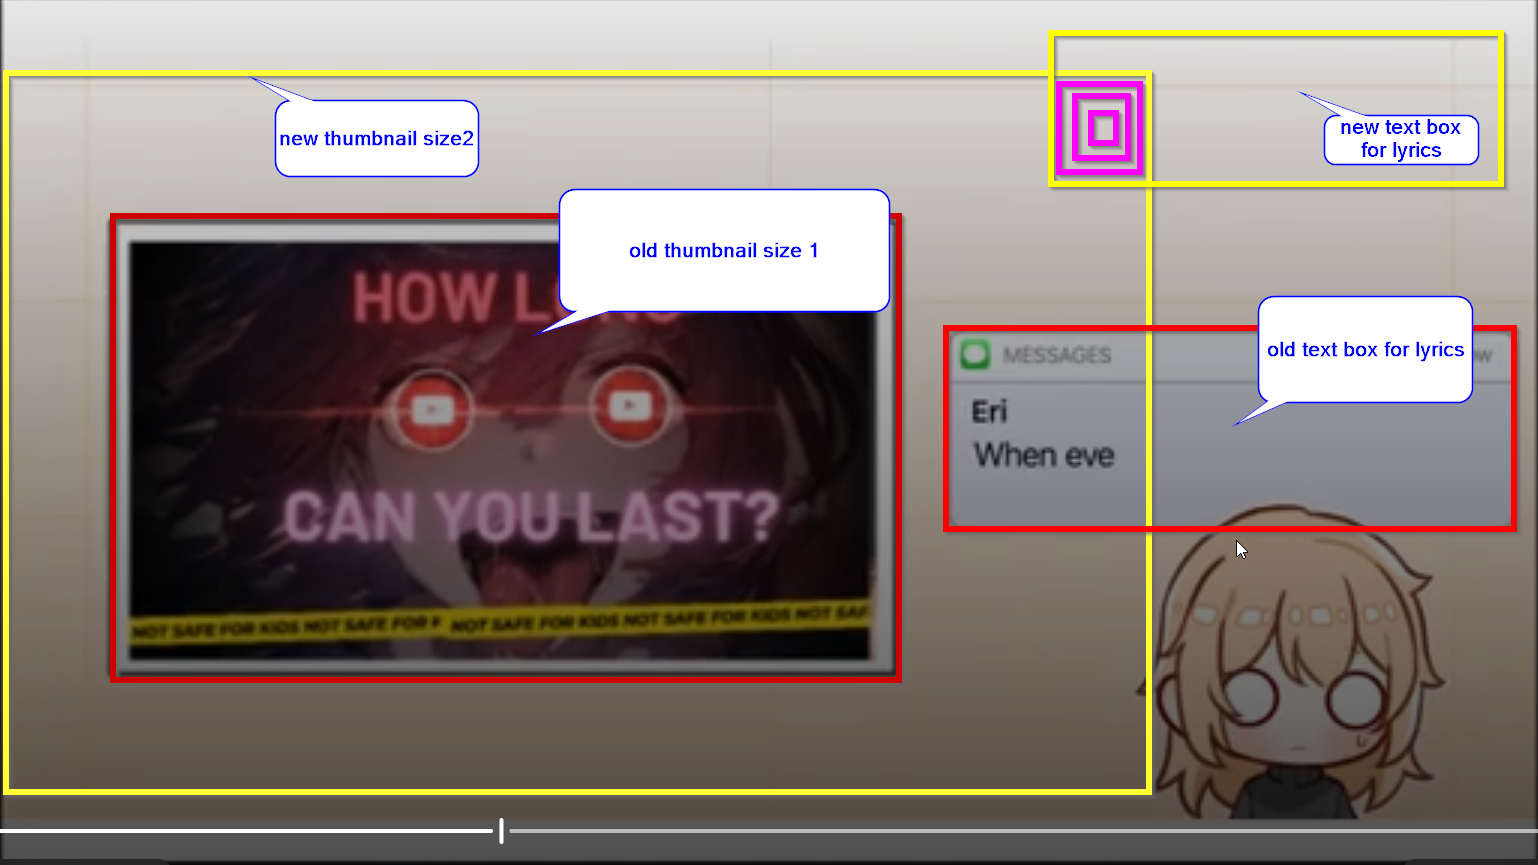 new thumbnail size2
new text box
for lyrics
old thumbnail size 1
HOW
old text box for lyrics
MESSAGES
Eri
When eve
CAN YOU LAST?
NOT SAFE FOR KIDS NOT SAFE FOR K NOT SAFE FOR KIDS NOT SAFE FOR KIDS NOT SAF